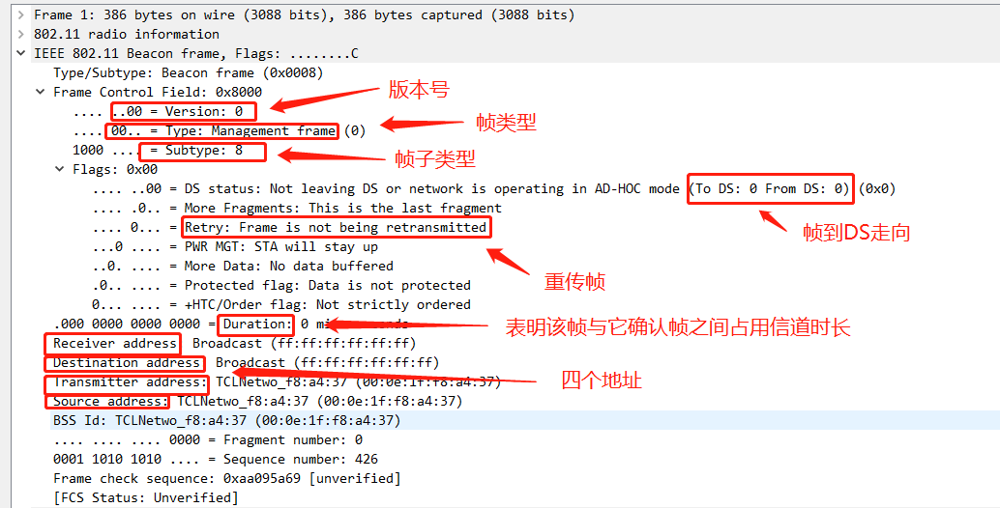 Frame 1: 386 bytes on wire (3088 bits), 386 bytes captured (3088 bits)
802.11 radio information
IEEE 802.11 Beacon frame, Flags: ........C
Type/Subtype: Beacon frame (0x0008)
Frame Control Field: 0x8000
版本号
.... ..00 = Version: 0
.... 00.. = Type: Management frame (0)
帧类型
1000 .... = Subtype: 8
帧子类型
Flags: 0x00
.... ..00 = DS status: Not leaving DS or network is operating in AD-HOC mode (To DS: 0 From DS: 0) (0x0)
.... .0.. = More Fragments: This is the last fragment
.... 0... = Retry: Frame is not being retransmitted
帧到DS走向
...0 .... = PWR MGT: STA will stay up
..0. .... = More Data: No data buffered
.0.. .... = Protected flag: Data is not protected
重传帧
0... .... = +HTC/Order flag: Not strictly ordered
.000 0000 0000 0000 = Duration: 0
表明该帧与它确认帧之间占用信道时长
Receiver address Broadcast (ff:ff:ff:ff:ff:ff)
Destination address Broadcast (ff:ff:ff:ff:ff:ff)
Transmitter address: TCLNetwo_f8:a4:37 (00:0e:1f:f8:a4:37)
四个地址
Source address: TCLNetwo_f8:a4:37 (00:0e:1f:f8:a4:37)
BSS Id: TCLNetwo_f8:a4:37 (00:0e:1f:f8:a4:37)
.... .... .... 0000 = Fragment number: 0
0001 1010 1010 .... = Sequence number: 426
Frame check sequence: 0xaa095a69 [unverified]
[FCS Status: Unverified]